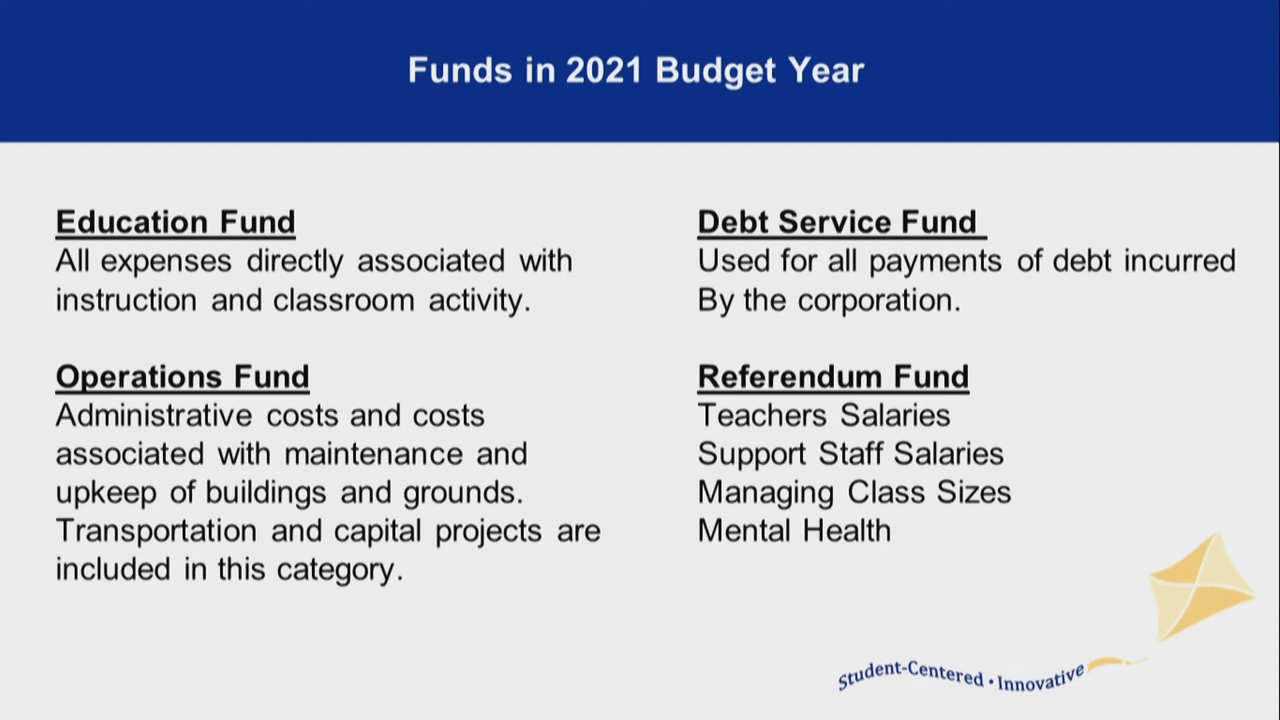 Funds in 2021 Budget Year
Education Fund
All expenses directly associated with
instruction and classroom activity.
Operations Fund
Administrative costs and costs
associated with maintenance and
upkeep of buildings and grounds.
Transportation and capital projects are
included in this category.
Debt Service Fund
Used for all payments of debt incurred
By the corporation.
Referendum Fund
Teachers Salaries
Support Staff Salaries
Managing Class Sizes
Mental Health
Student-Centered • Innovative